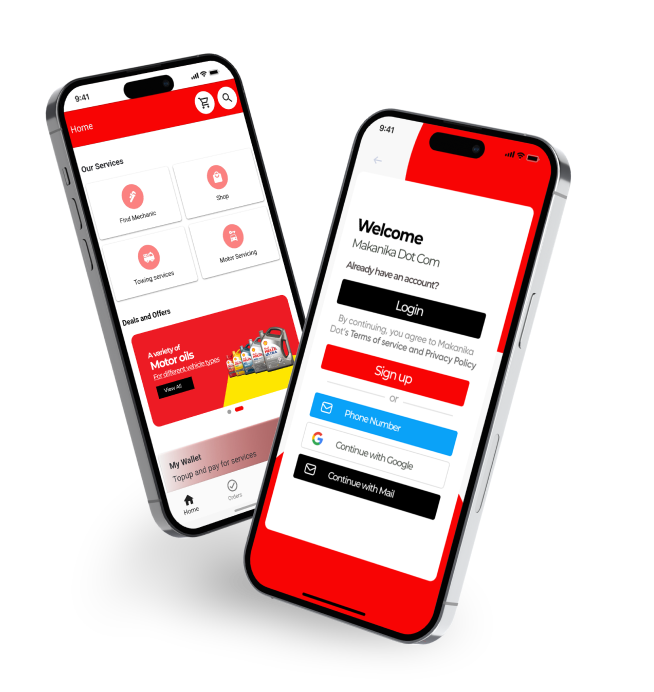 9:41
Home
Our Services
Find Mechanic
Shop
Towing services
Motor Servicing
Deals and Offers
A variety of
Motor oils
For different vehicle types
View All
My Wallet
Topup and pay for services
Home
Orders
9:41
Welcome
Makanika Dot Com
Already have an account?
Login
By continuing, you agree to Makanika
Dot's Terms of service and Privacy Policy
Sign up
or
Phone Number
Continue with Google
Continue with Mail